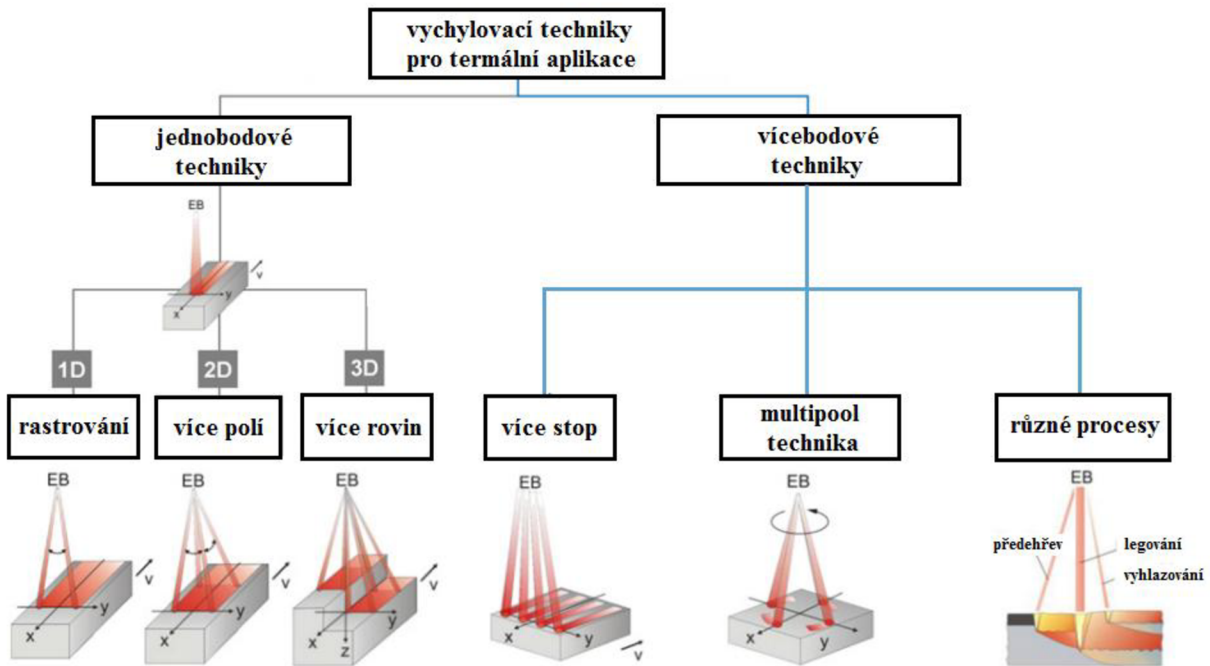 vychylovací techniky
pro termální aplikace
jednobodové
techniky
vícebodové
techniky
EB
v
y
x
1D
2D
3D
rastrování
více polí
více rovin
více stop
multipool
technika
různé procesy
EB
v
y
x
EB
v
y
x
EB
v
y
x
z
EB
x
y
v
EB
x
y
EB
předehřev
legování
vyhlazování